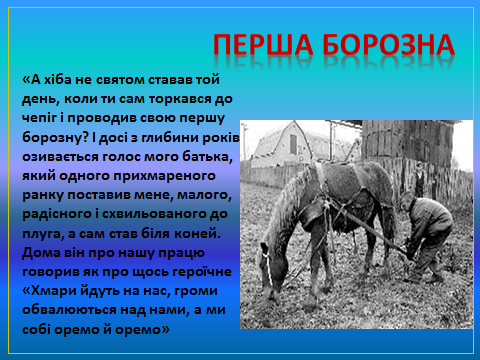 ПЕРША БОРОЗНА
«А хіба не святом ставав той
день, коли ти сам торкався до
чепіг і проводив свою першу
борозну? І досі з глибини років
озивається голос мого батька,
який одного прихмареного
ранку поставив мене, малого,
радісного і схвильованого до
плуга, а сам став біля коней.
Дома він про нашу працю
говорив як про щось героїчне
«Хмари йдуть на нас, громи
обвалюються над нами, а ми
собі оремо й оремо»